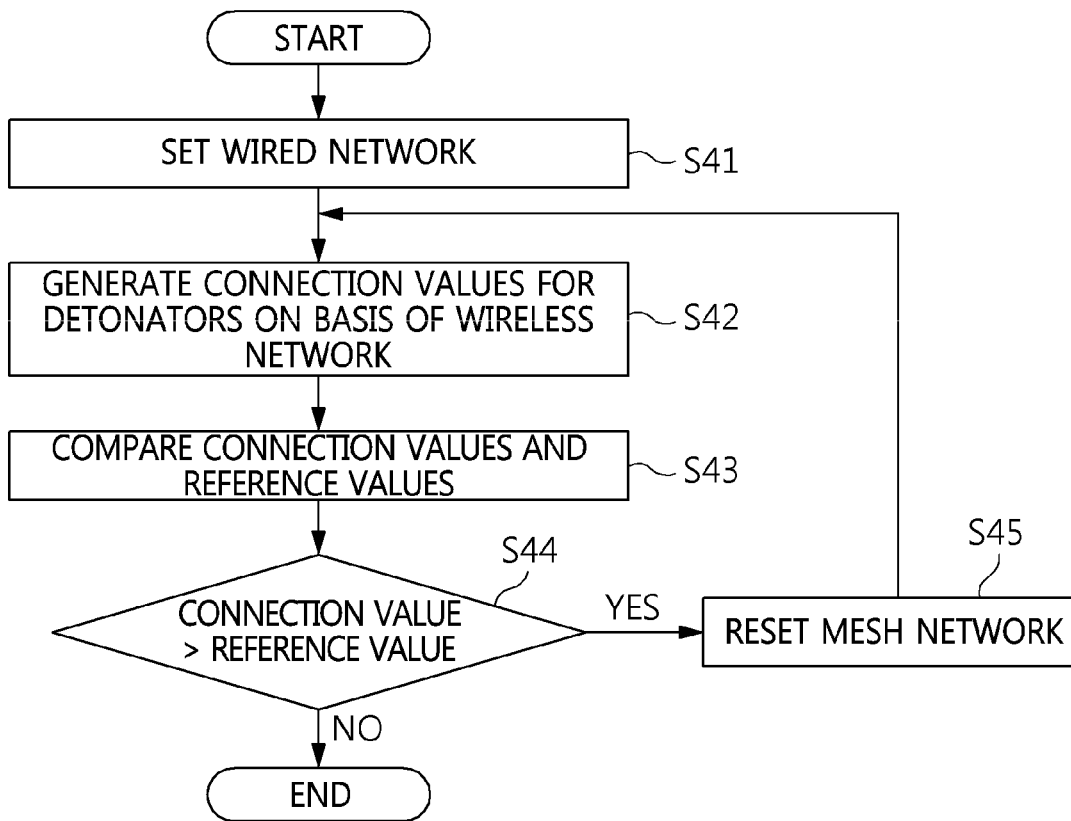 START
SET WIRED NETWORK
S41
GENERATE CONNECTION VALUES FOR
DETONATORS ON BASIS OF WIRELESS
NETWORK
S42
COMPARE CONNECTION VALUES AND
REFERENCE VALUES
S43
S44
CONNECTION VALUE
> REFERENCE VALUE
YES
S45
RESET MESH NETWORK
NO
END